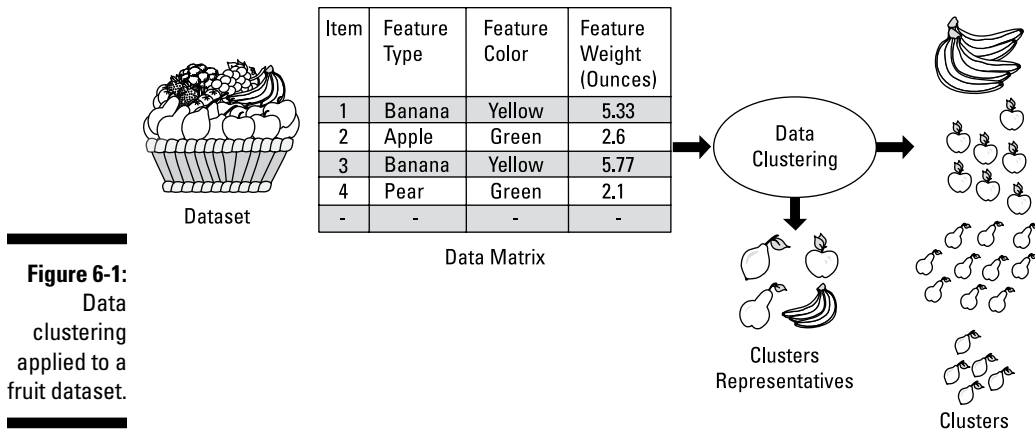 Item Feature Type Feature Color Feature Weight (Ounces)
1 Banana Yellow 5.33
2 Apple Green 2.6
3 Banana Yellow 5.77
4 Pear Green 2.1
- - - -
Dataset
Data Matrix
Data
Clustering
Clusters
Representatives
Clusters
Figure 6-1:
Data
clustering
applied to a
fruit dataset.